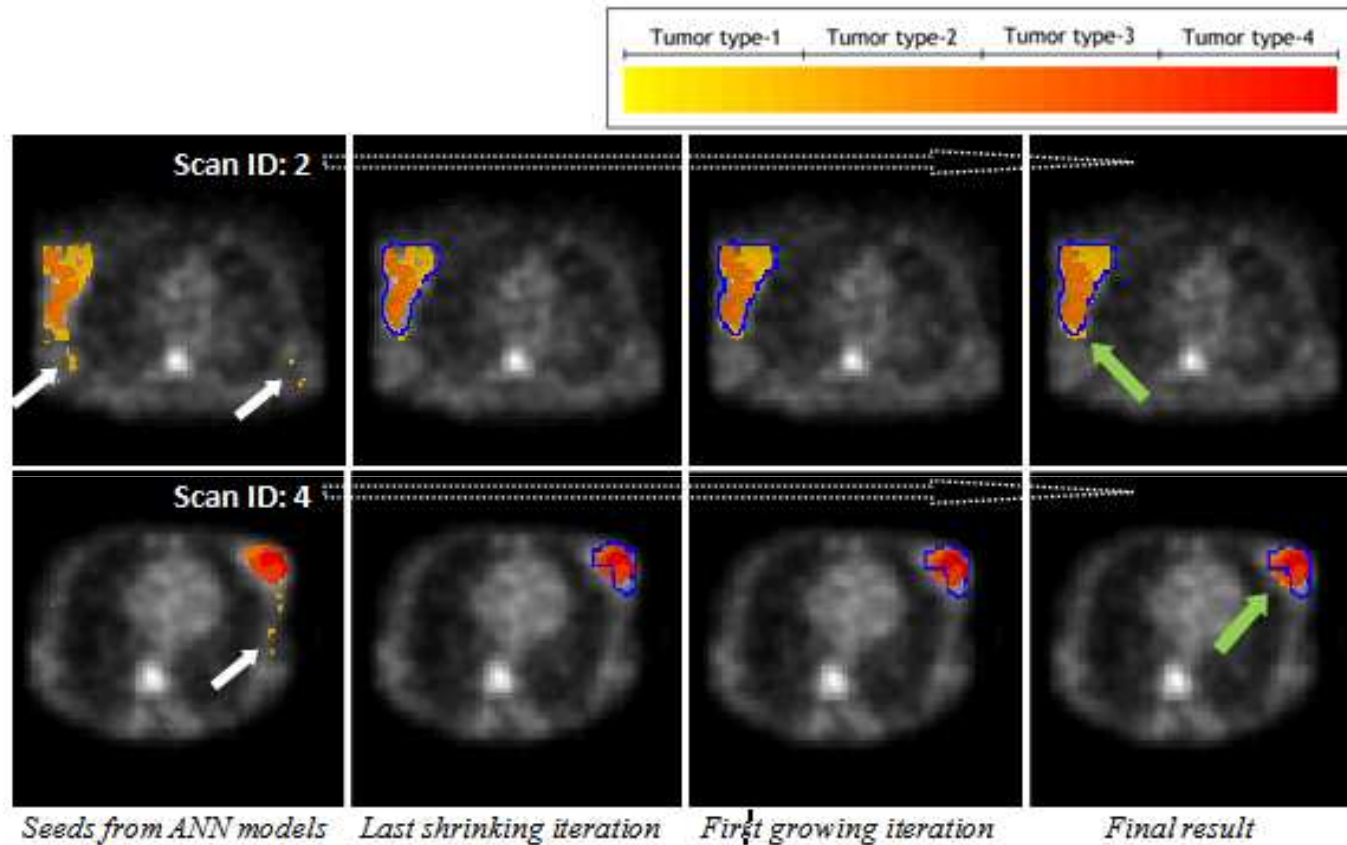 Tumor type-1 Tumor type-2 Tumor type-3 Tumor type-4
Scan ID: 2
Scan ID: 4
Seeds from ANN models Last shrinking iteration First growing iteration Final result